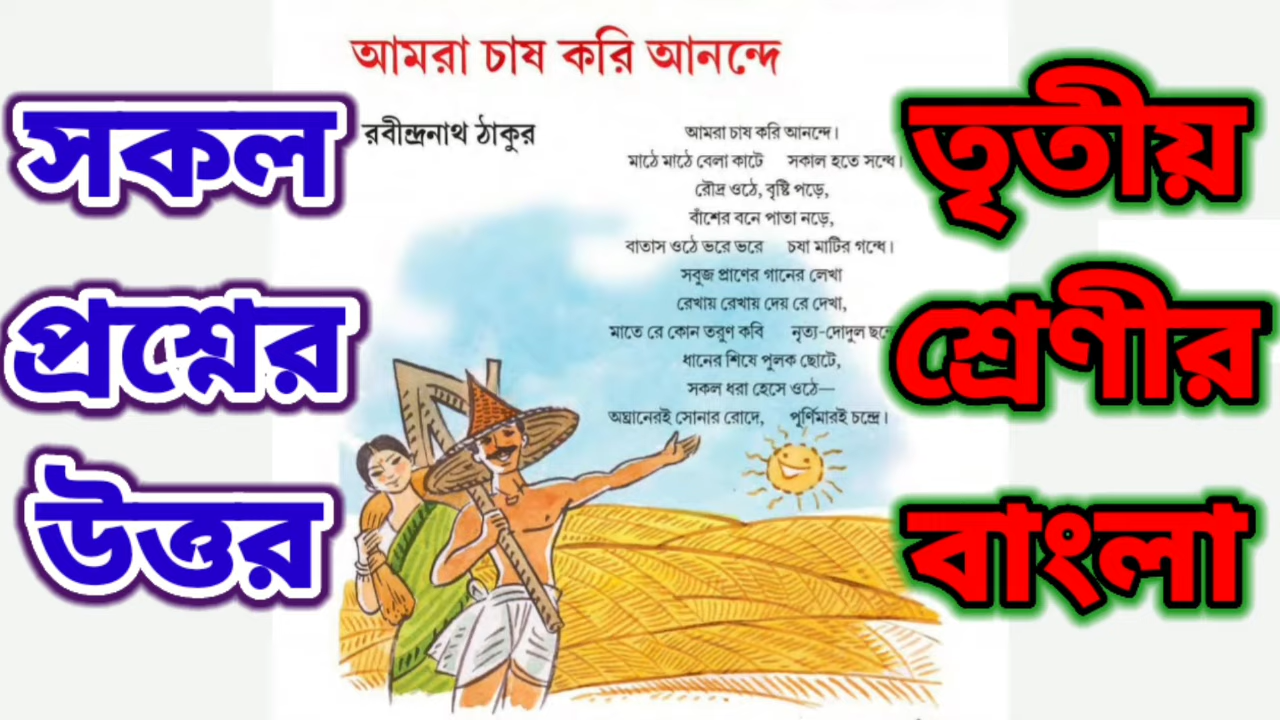 আমরা চাষ করি আনন্দে
রবীন্দ্রনাথ ঠাকুর
আমরা চাষ করি আনন্দে।
মাঠে মাঠে বেলা কাটে সকাল হতে সন্ধে।
রৌদ্র ওঠে, বৃষ্টি পড়ে,
বাঁশের বনে পাতা নড়ে,
বাতাস ওঠে ভরে ভরে চষা মাটির গন্ধে।
সবুজ প্রাণের গানের লেখা
রেখায় রেখায় দেয় রে দেখা,
মাতে রে কোন তরুণ কবি নৃত্য-দোদুল
ধানের শিষে পুলক ছোটে,
সকল ধরা হেসে ওঠে—
অঘ্রানেরই সোনার রোদে, পূর্ণিমারই চন্দ্রে।
সকল
প্রশ্নের
উত্তর
তৃতীয়
শ্রেণীর
বাংলা